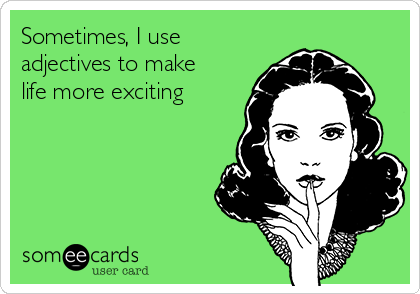 Sometimes, I use
adjectives to make
life more exciting
someecards
user card